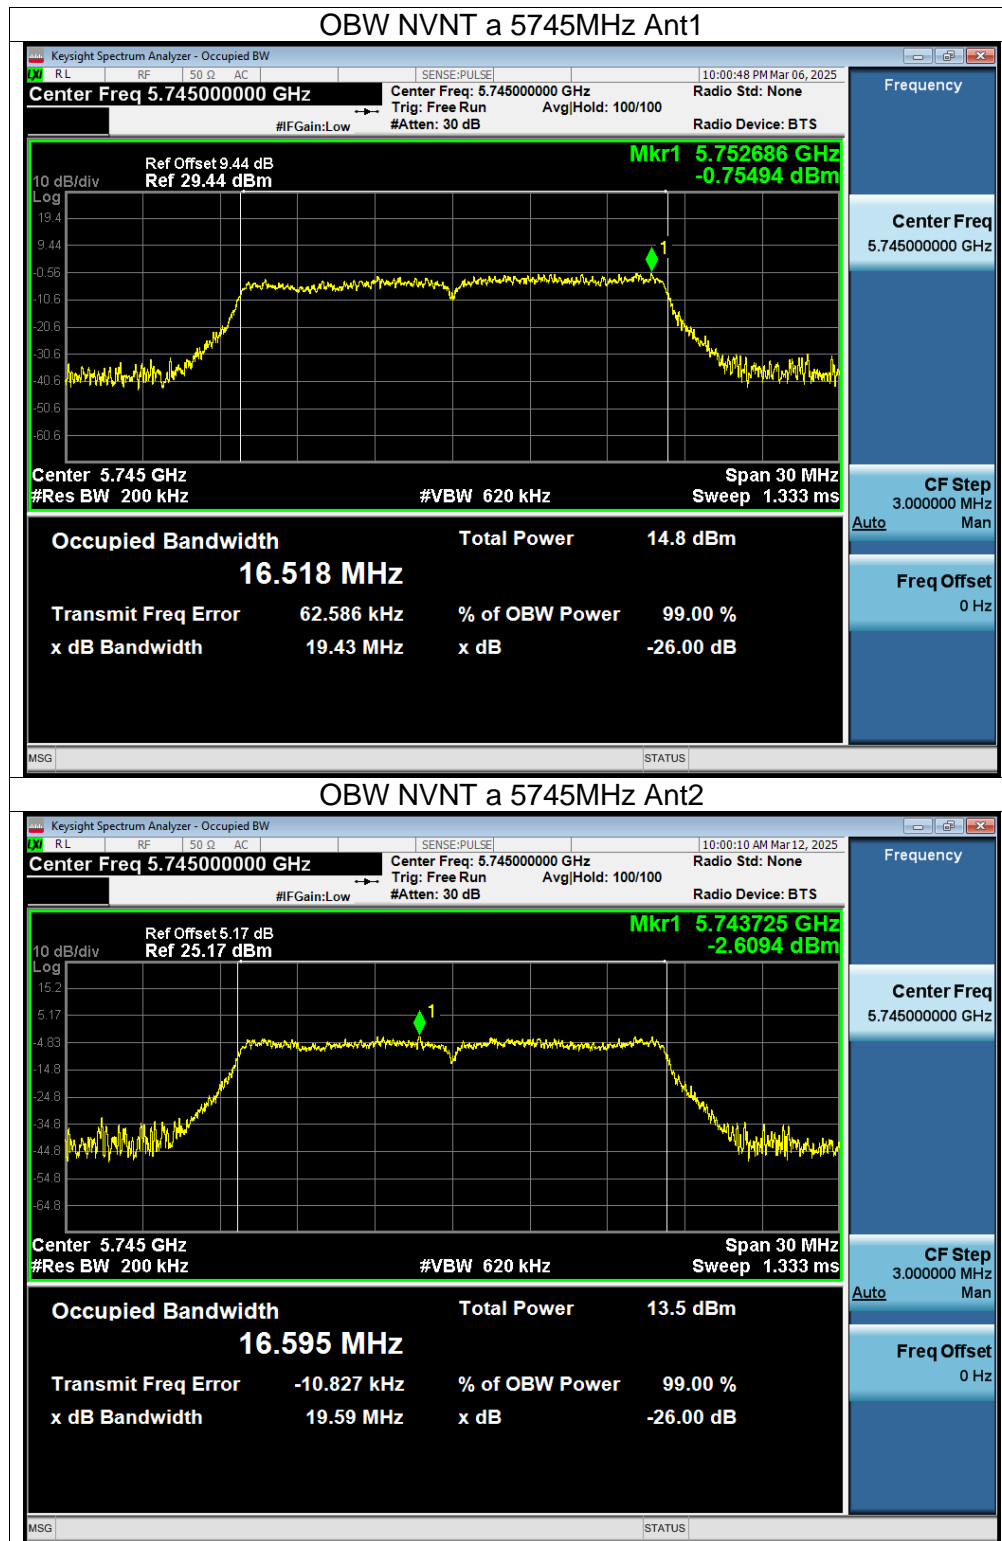 OBW NVNT a 5745MHz Ant1
Keysight Spectrum Analyzer - Occupied BW
LXI RL RF 50 Ω AC SENSE:PULSE 10:00:48 PM Mar 06, 2025
Center Freq 5.745000000 GHz Center Freq: 5.745000000 GHz Radio Std: None
Trig: Free Run Avg|Hold: 100/100
#IFGain:Low #Atten: 30 dB Radio Device: BTS
Frequency
Mkr1 5.752686 GHz
Ref Offset 9.44 dB
10 dB/div Ref 29.44 dBm -0.75494 dBm
Log
19.4
9.44
-0.56
-10.6
-20.6
-30.6
-40.6
-50.6
-60.6
1
Center 5.745 GHz Span 30 MHz
#Res BW 200 kHz #VBW 620 kHz Sweep 1.333 ms
Center Freq
5.745000000 GHz
CF Step
3.000000 MHz
Auto Man
Freq Offset
0 Hz
Occupied Bandwidth Total Power 14.8 dBm
16.518 MHz
Transmit Freq Error 62.586 kHz % of OBW Power 99.00 %
x dB Bandwidth 19.43 MHz x dB -26.00 dB
MSG STATUS
OBW NVNT a 5745MHz Ant2
Keysight Spectrum Analyzer - Occupied BW
LXI RL RF 50 Ω AC SENSE:PULSE 10:00:10 AM Mar 12, 2025
Center Freq 5.745000000 GHz Center Freq: 5.745000000 GHz Radio Std: None
Trig: Free Run Avg|Hold: 100/100
#IFGain:Low #Atten: 30 dB Radio Device: BTS
Frequency
Mkr1 5.743725 GHz
Ref Offset 5.17 dB
10 dB/div Ref 25.17 dBm -2.6094 dBm
Log
15.2
5.17
-4.83
-14.8
-24.8
-34.8
-44.8
-54.8
-64.8
1
Center 5.745 GHz Span 30 MHz
#Res BW 200 kHz #VBW 620 kHz Sweep 1.333 ms
Center Freq
5.745000000 GHz
CF Step
3.000000 MHz
Auto Man
Freq Offset
0 Hz
Occupied Bandwidth Total Power 13.5 dBm
16.595 MHz
Transmit Freq Error -10.827 kHz % of OBW Power 99.00 %
x dB Bandwidth 19.59 MHz x dB -26.00 dB
MSG STATUS